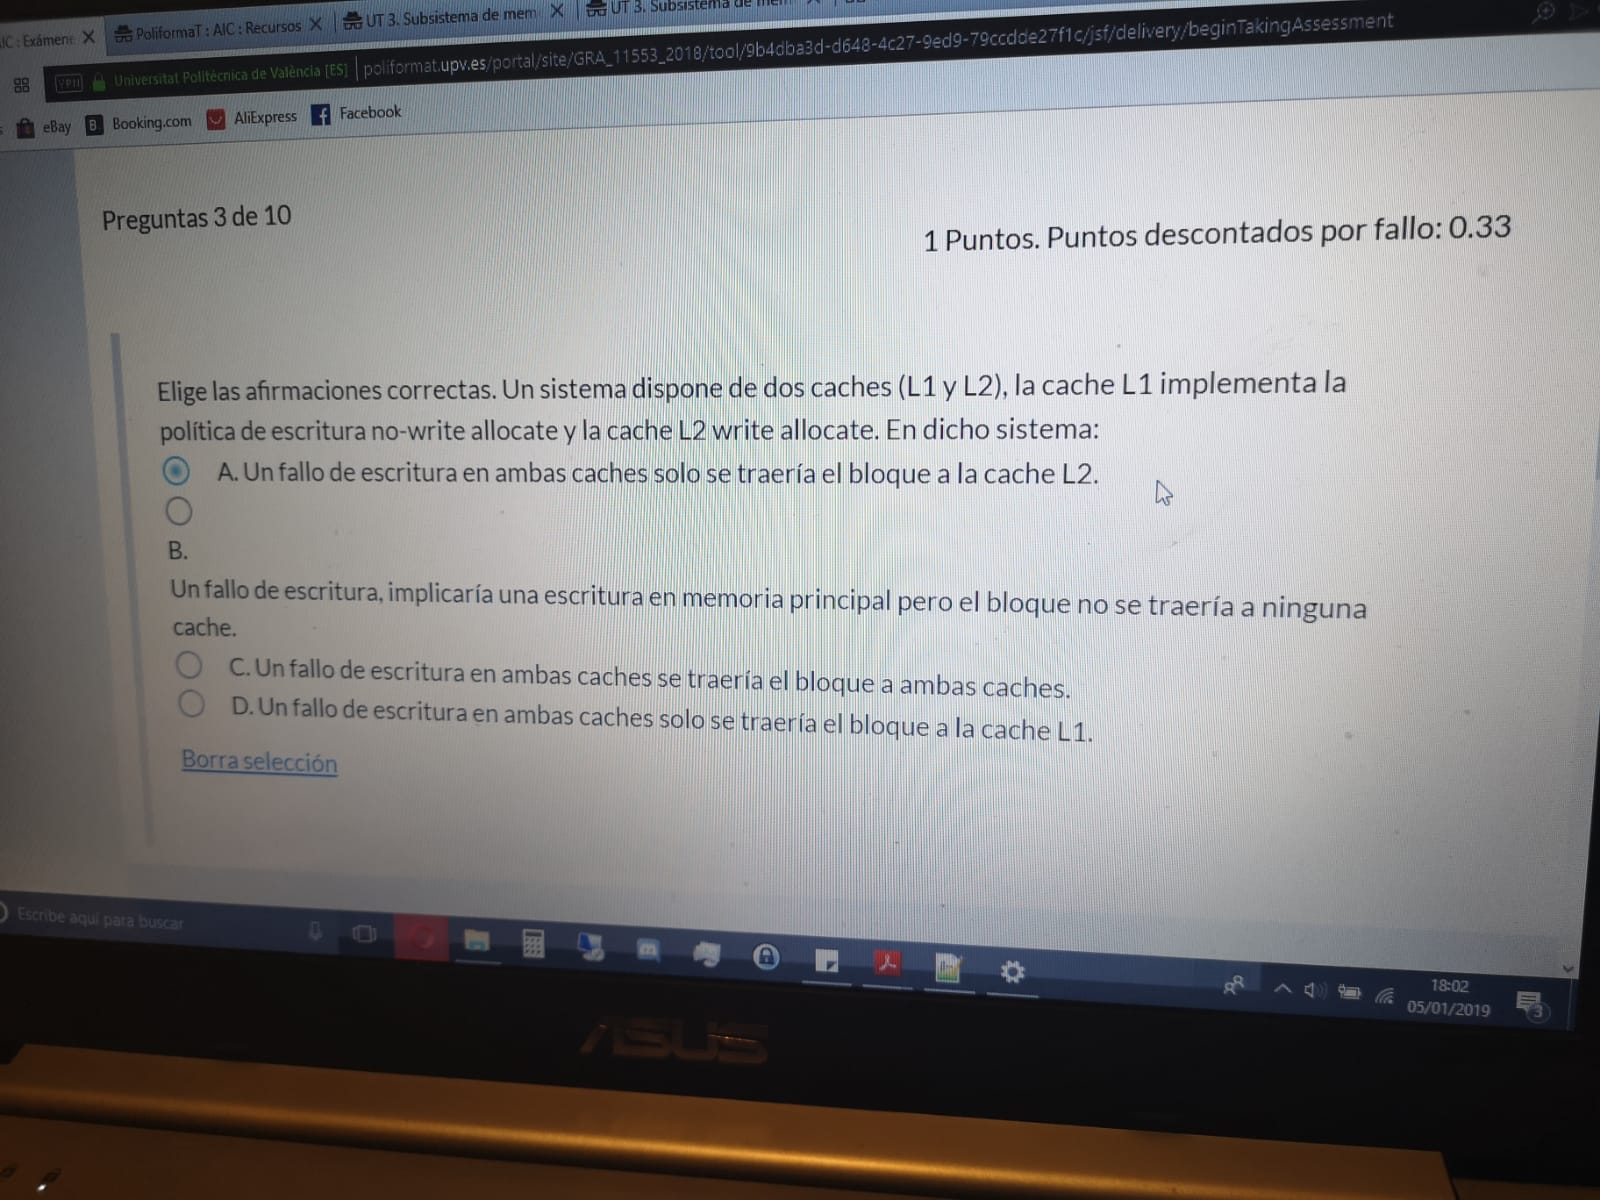 AIC : Exámene
PoliformaT : AIC : Recursos
UT 3. Subsistema de mem
UT 3. Subsistema de mem
VPN
Universitat Politècnica de València [ES]
poliformat.upv.es/portal/site/GRA_11553_2018/tool/9b4dba3d-d648-4c27-9ed9-79ccdde27f1c/jsf/delivery/beginTakingAssessment
eBay
Booking.com
AliExpress
Facebook
Preguntas 3 de 10
1 Puntos. Puntos descontados por fallo: 0.33
Elige las afirmaciones correctas. Un sistema dispone de dos caches (L1 y L2), la cache L1 implementa la
política de escritura no-write allocate y la cache L2 write allocate. En dicho sistema:
A. Un fallo de escritura en ambas caches solo se traería el bloque a la cache L2.
B.
Un fallo de escritura, implicaría una escritura en memoria principal pero el bloque no se traería a ninguna
cache.
C. Un fallo de escritura en ambas caches se traería el bloque a ambas caches.
D. Un fallo de escritura en ambas caches solo se traería el bloque a la cache L1.
Borra selección
Escribe aquí para buscar
18:02
05/01/2019
3
ASUS